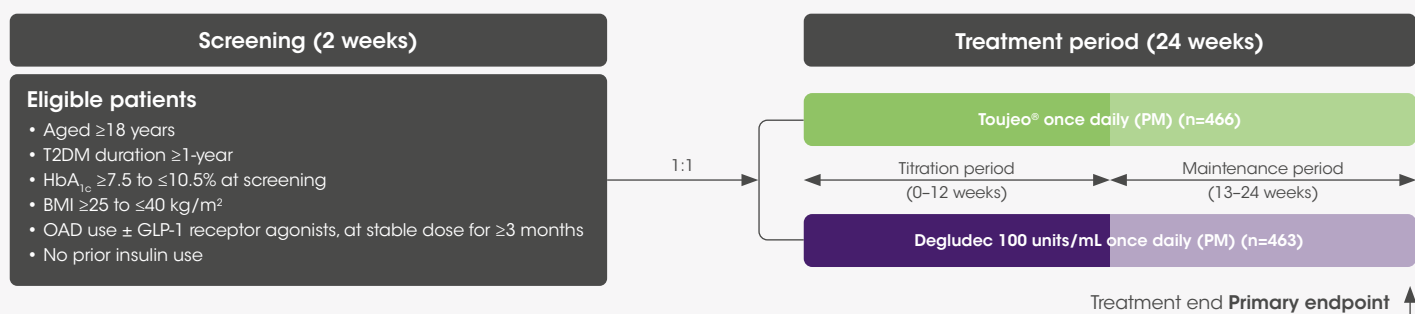 Screening (2 weeks)
Eligible patients
• Aged ≥18 years
• T2DM duration ≥1-year
• HbA1c ≥7.5 to ≤10.5% at screening
• BMI ≥25 to ≤40 kg/m²
• OAD use ± GLP-1 receptor agonists, at stable dose for ≥3 months
• No prior insulin use
1:1
Treatment period (24 weeks)
Toujeo® once daily (PM) (n=466)
Titration period
(0–12 weeks)
Maintenance period
(13–24 weeks)
Degludec 100 units/mL once daily (PM) (n=463)
Treatment end Primary endpoint